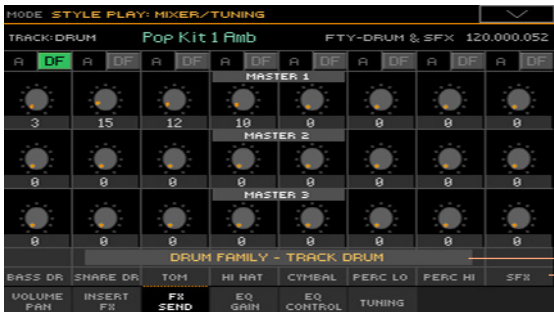 MODE STYLE PLAY: MIXER/TUNING
TRACK:DRUM Pop Kit 1 Amb FTY-DRUM & SFX 120.000.052
A DF A DF A DF A DF A DF A DF A DF A DF
MASTER 1
3 15 12 10 0 0 0 0
MASTER 2
0 0 0 0 0 0 0 0
MASTER 3
0 0 0 0 0 0 0 0
DRUM FAMILY - TRACK DRUM
BASS DR SNARE DR TOM HI HAT CYMBAL PERC LO PERC HI SFX
VOLUME PAN INSERT FX FX SEND EQ GAIN EQ CONTROL TUNING